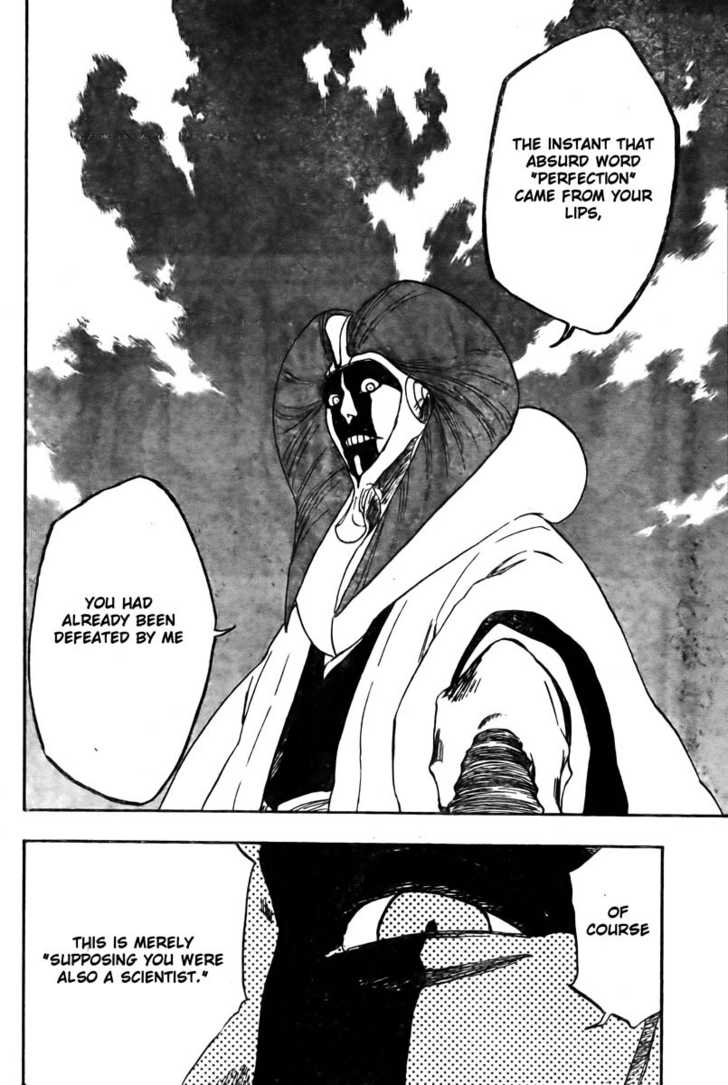 THE INSTANT THAT
ABSURD WORD
"PERFECTION"
CAME FROM YOUR
LIPS,
YOU HAD
ALREADY BEEN
DEFEATED BY ME
OF
COURSE
THIS IS MERELY
"SUPPOSING YOU WERE
ALSO A SCIENTIST."